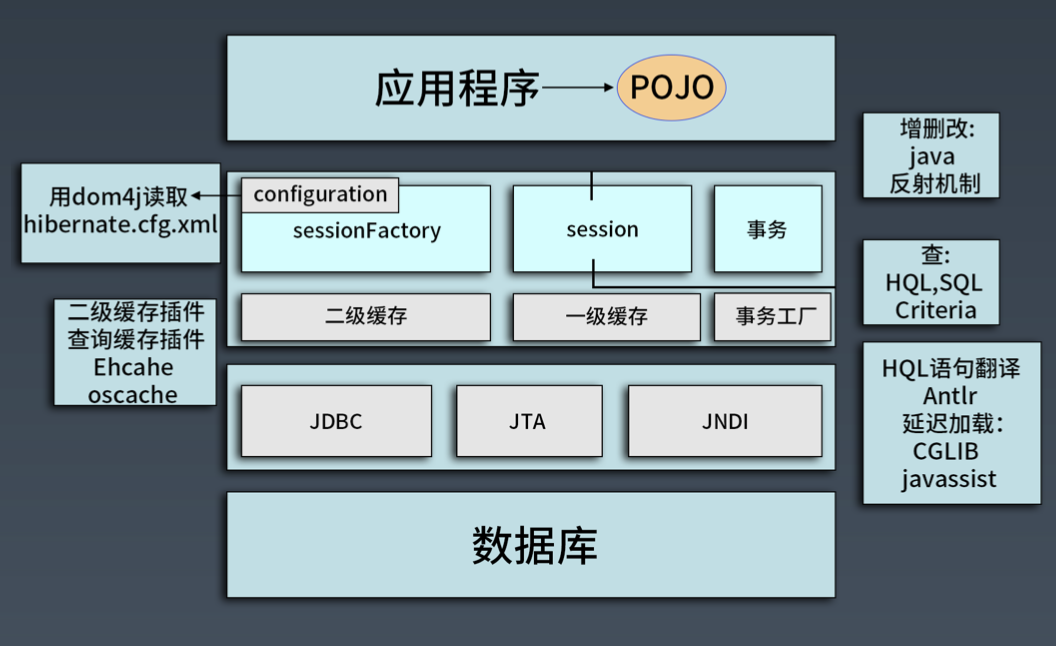 应用程序
POJO
增删改:
java
反射机制
用dom4j读取
hibernate.cfg.xml
configuration
sessionFactory
session
事务
查:
HQL,SQL
Criteria
二级缓存
一级缓存
事务工厂
二级缓存插件
查询缓存插件
Ehcahe
oscache
HQL语句翻译
Antlr
延迟加载：
CGLIB
javassist
JDBC
JTA
JNDI
数据库